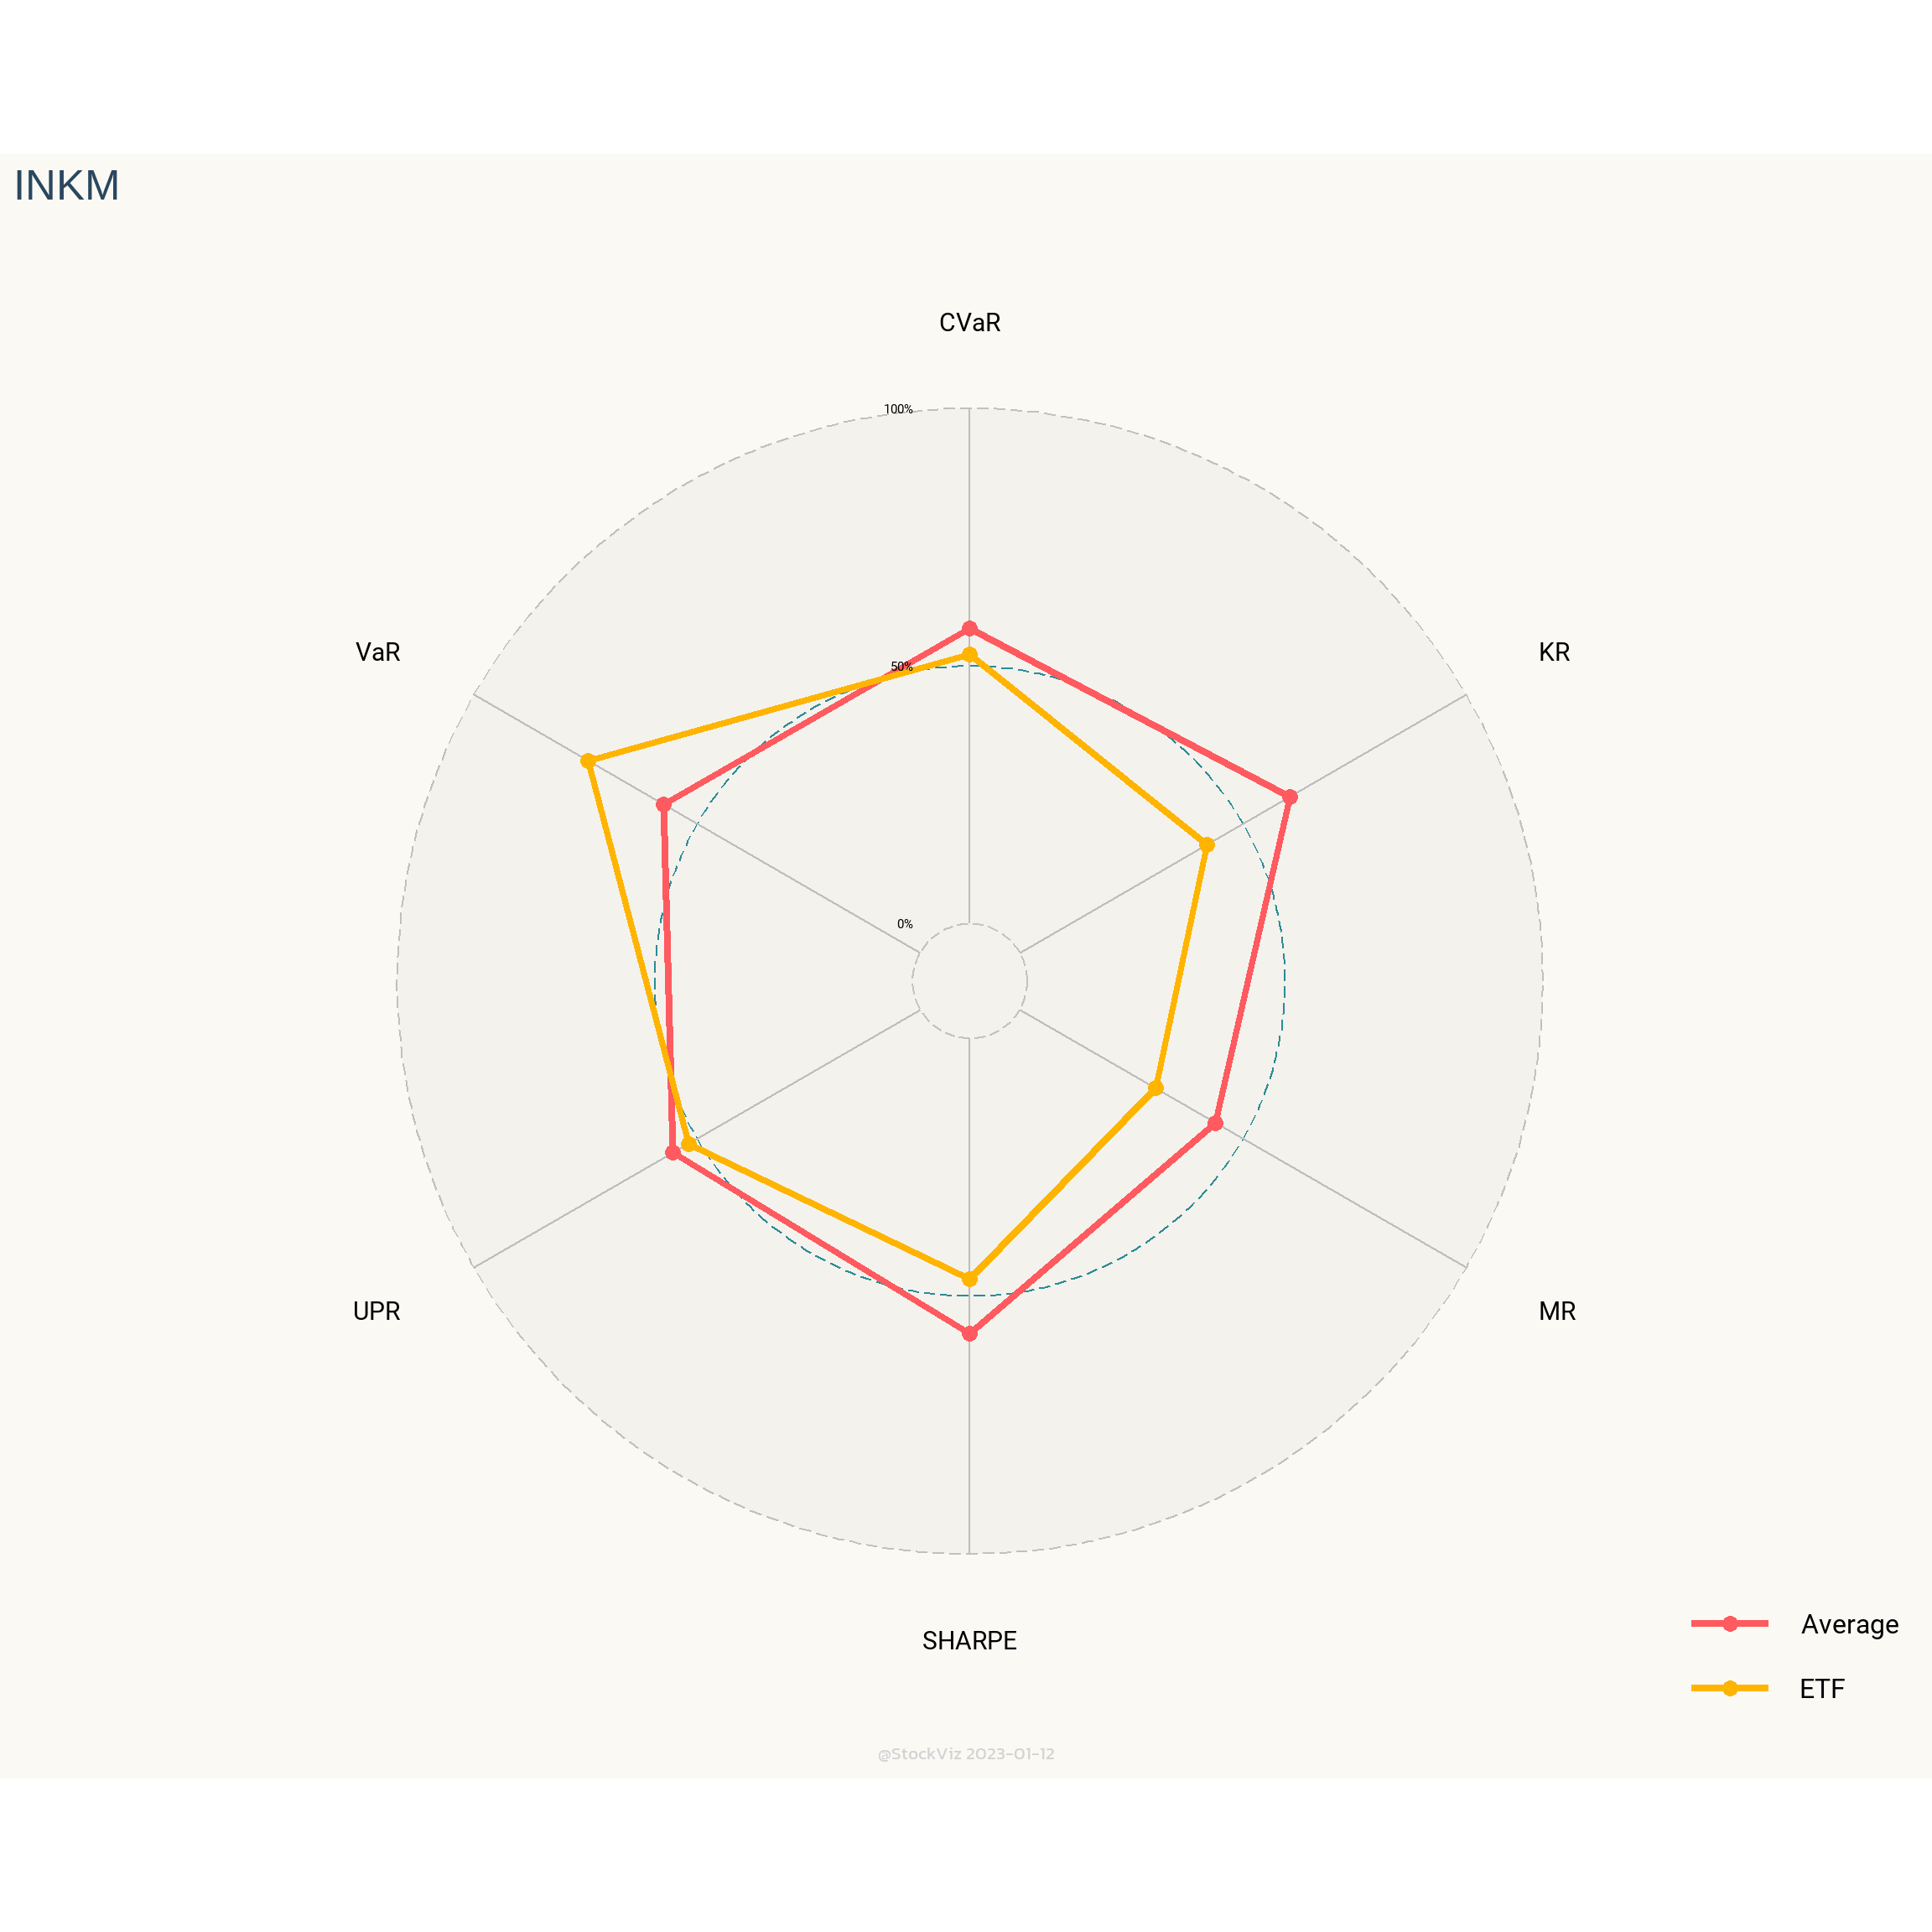 INKM
CVaR
100%
KR
VaR
50%
0%
UPR
MR
SHARPE
Average
ETF
@StockViz 2023-01-12